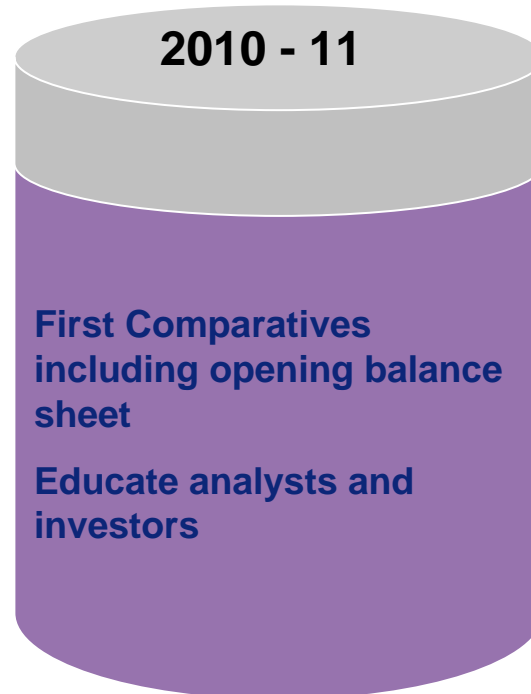 2010 - 11
First Comparatives
including opening balance
sheet
Educate analysts and
investors